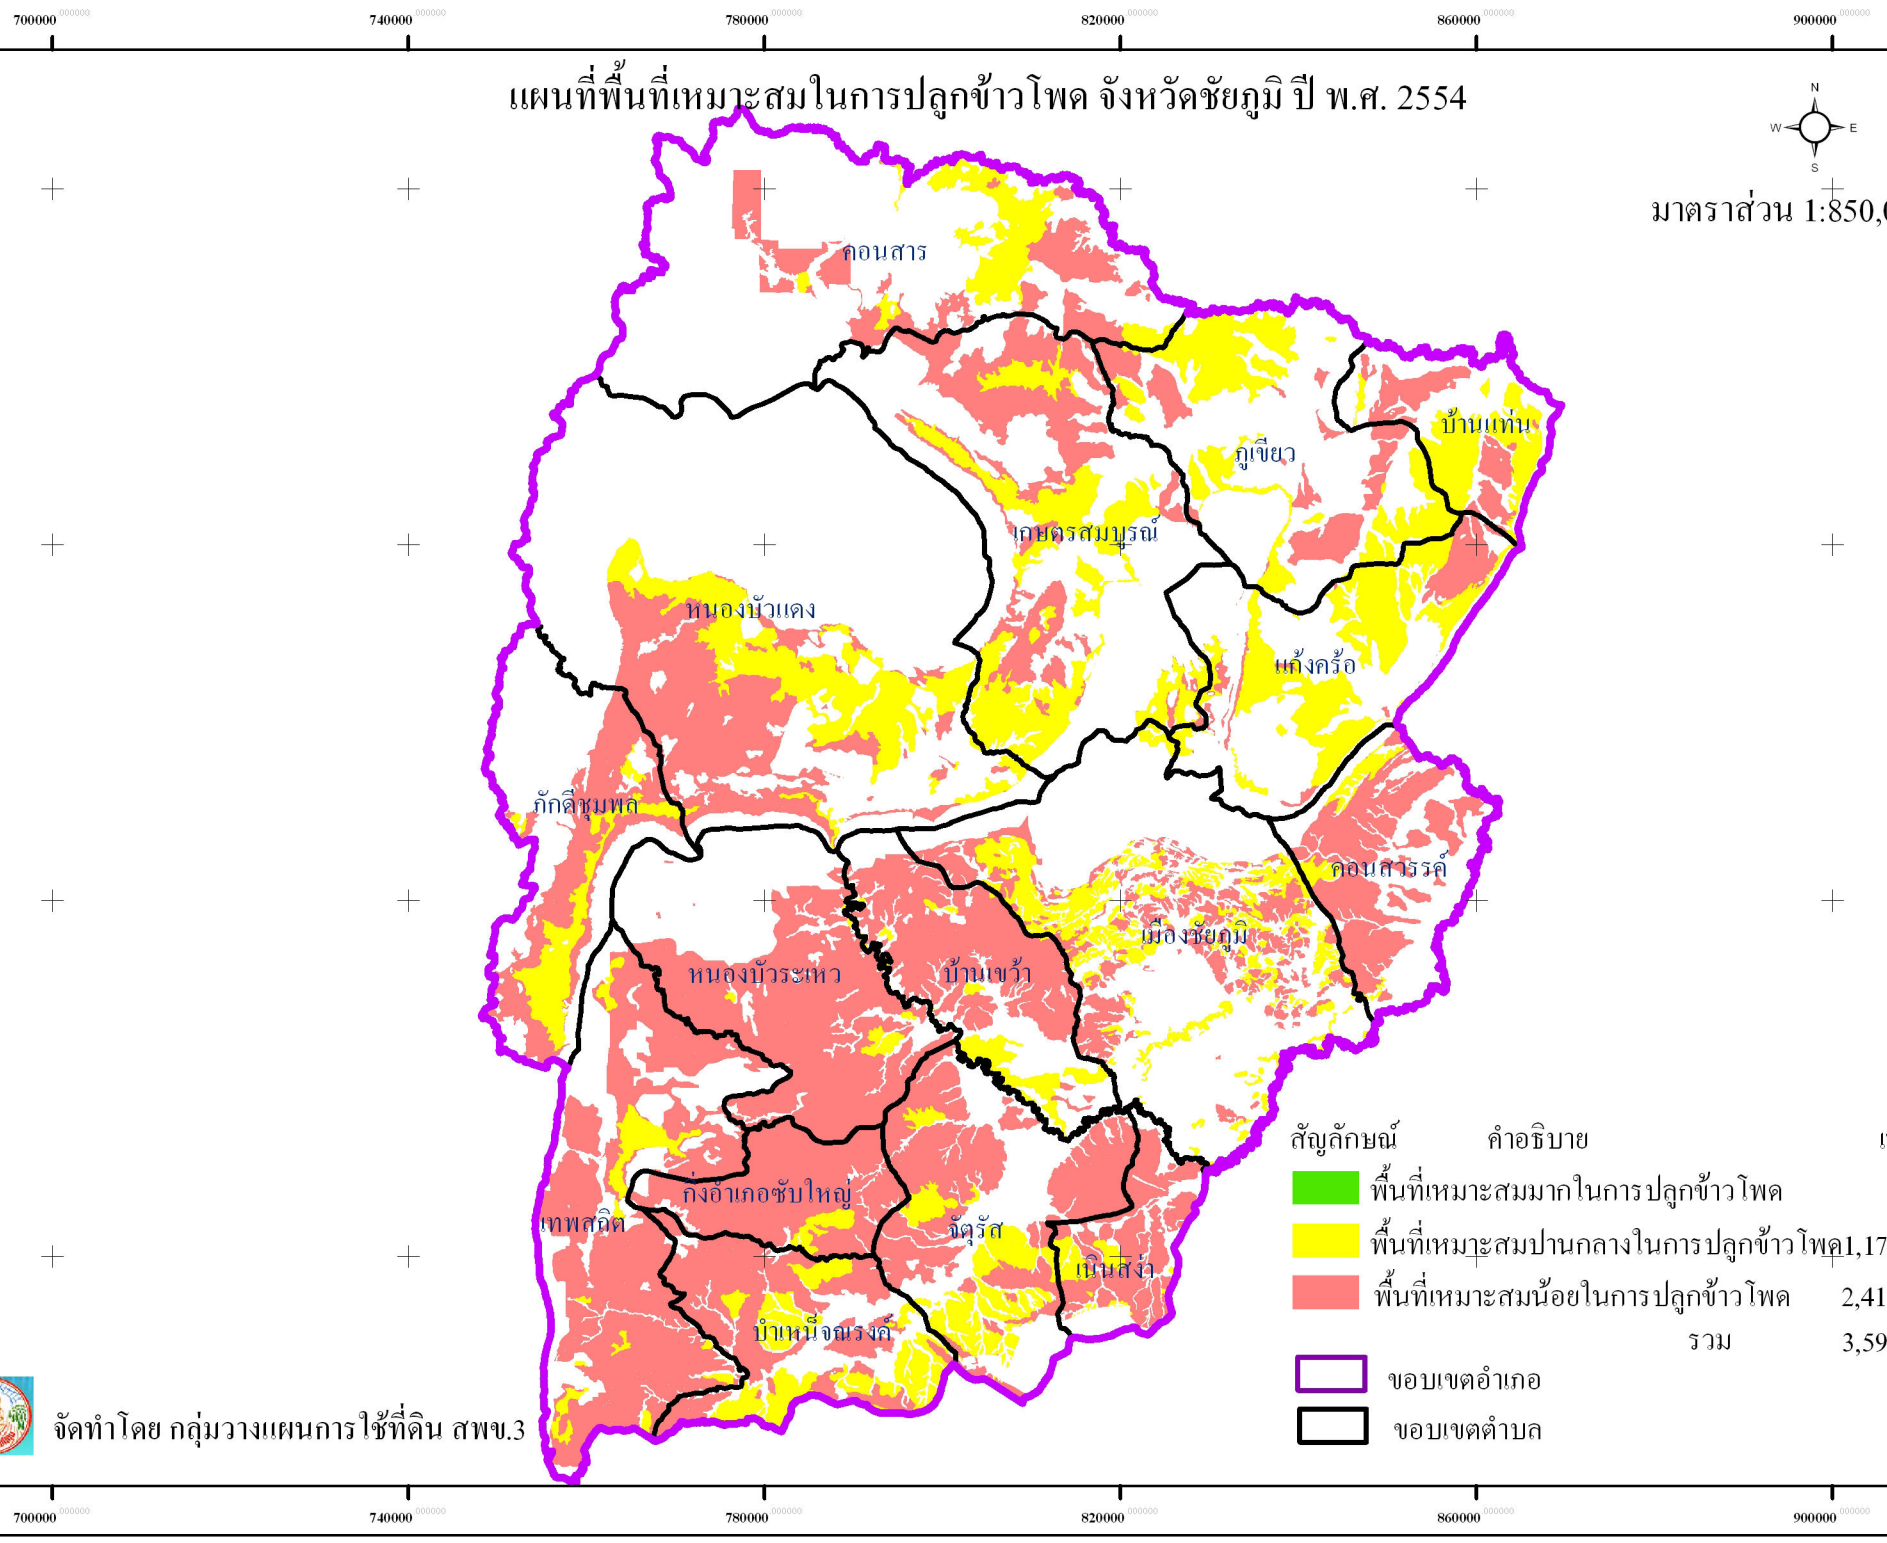 700000 000000 740000 000000 780000 000000 820000 000000 860000 000000 900000 000000
แผนที่พื้นที่เหมาะสมในการปลูกข้าวโพด จังหวัดชัยภูมิ ปี พ.ศ. 2554
N
W E
S
มาตราส่วน 1:850,0
คอนสาร
บ้านแท่น
ภูเขียว
เกษตรสมบูรณ์
หนองบัวแดง
แก้งคร้อ
ภักดีชุมพล
คอนสวรรค์
เมืองชัยภูมิ
หนองบัวระเหว
บ้านเขว้า
กิ่งอำเภอซับใหญ่
เทพสถิต
จัตุรัส
เนินสง่า
บำเหน็จณรงค์
สัญลักษณ์ คำอธิบาย เ
พื้นที่เหมาะสมมากในการปลูกข้าวโพด
พื้นที่เหมาะสมปานกลางในการปลูกข้าวโพด 1,17
พื้นที่เหมาะสมน้อยในการปลูกข้าวโพด 2,41
รวม 3,59
ขอบเขตอำเภอ
ขอบเขตตำบล
จัดทำโดย กลุ่มวางแผนการใช้ที่ดิน สพข.3
700000 000000 740000 000000 780000 000000 820000 000000 860000 000000 900000 000000